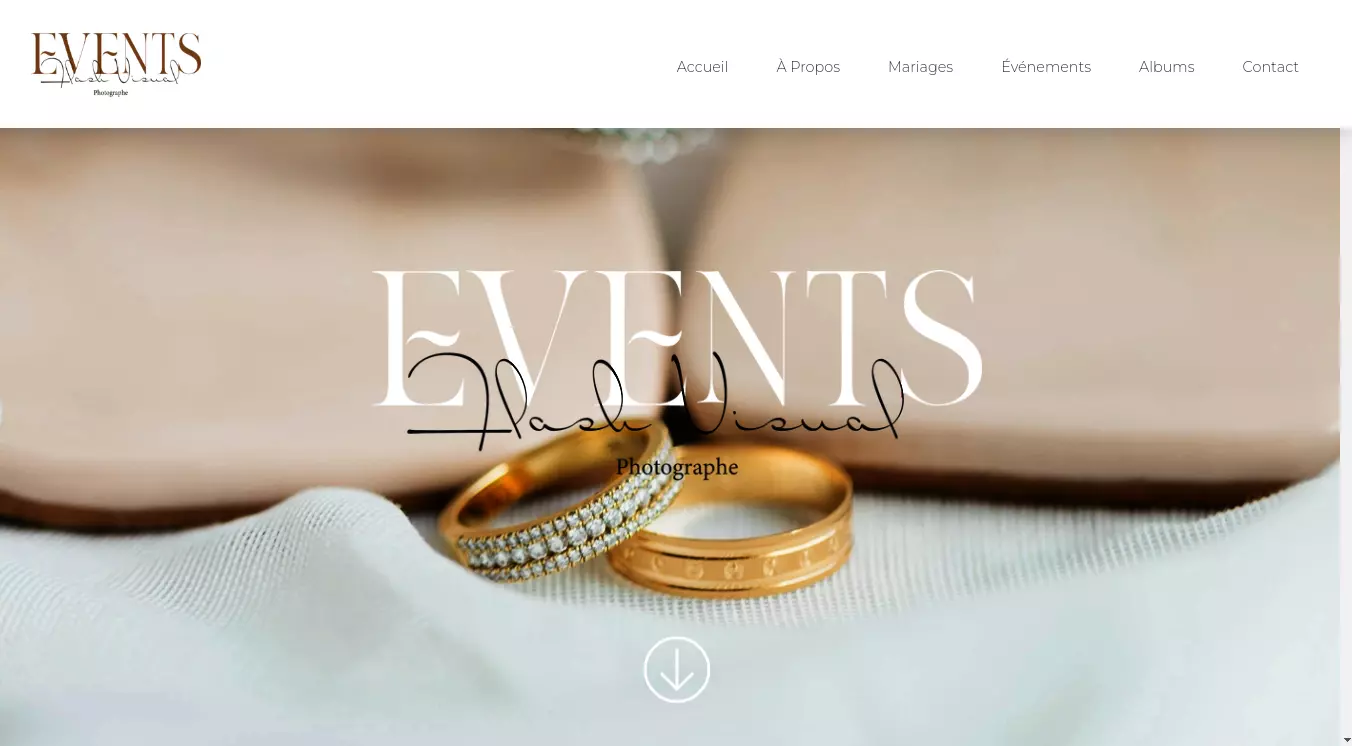 EVENTS
Flash Visual
Photographe
Accueil
À Propos
Mariages
Événements
Albums
Contact
EVENTS
Flash Visual
Photographe